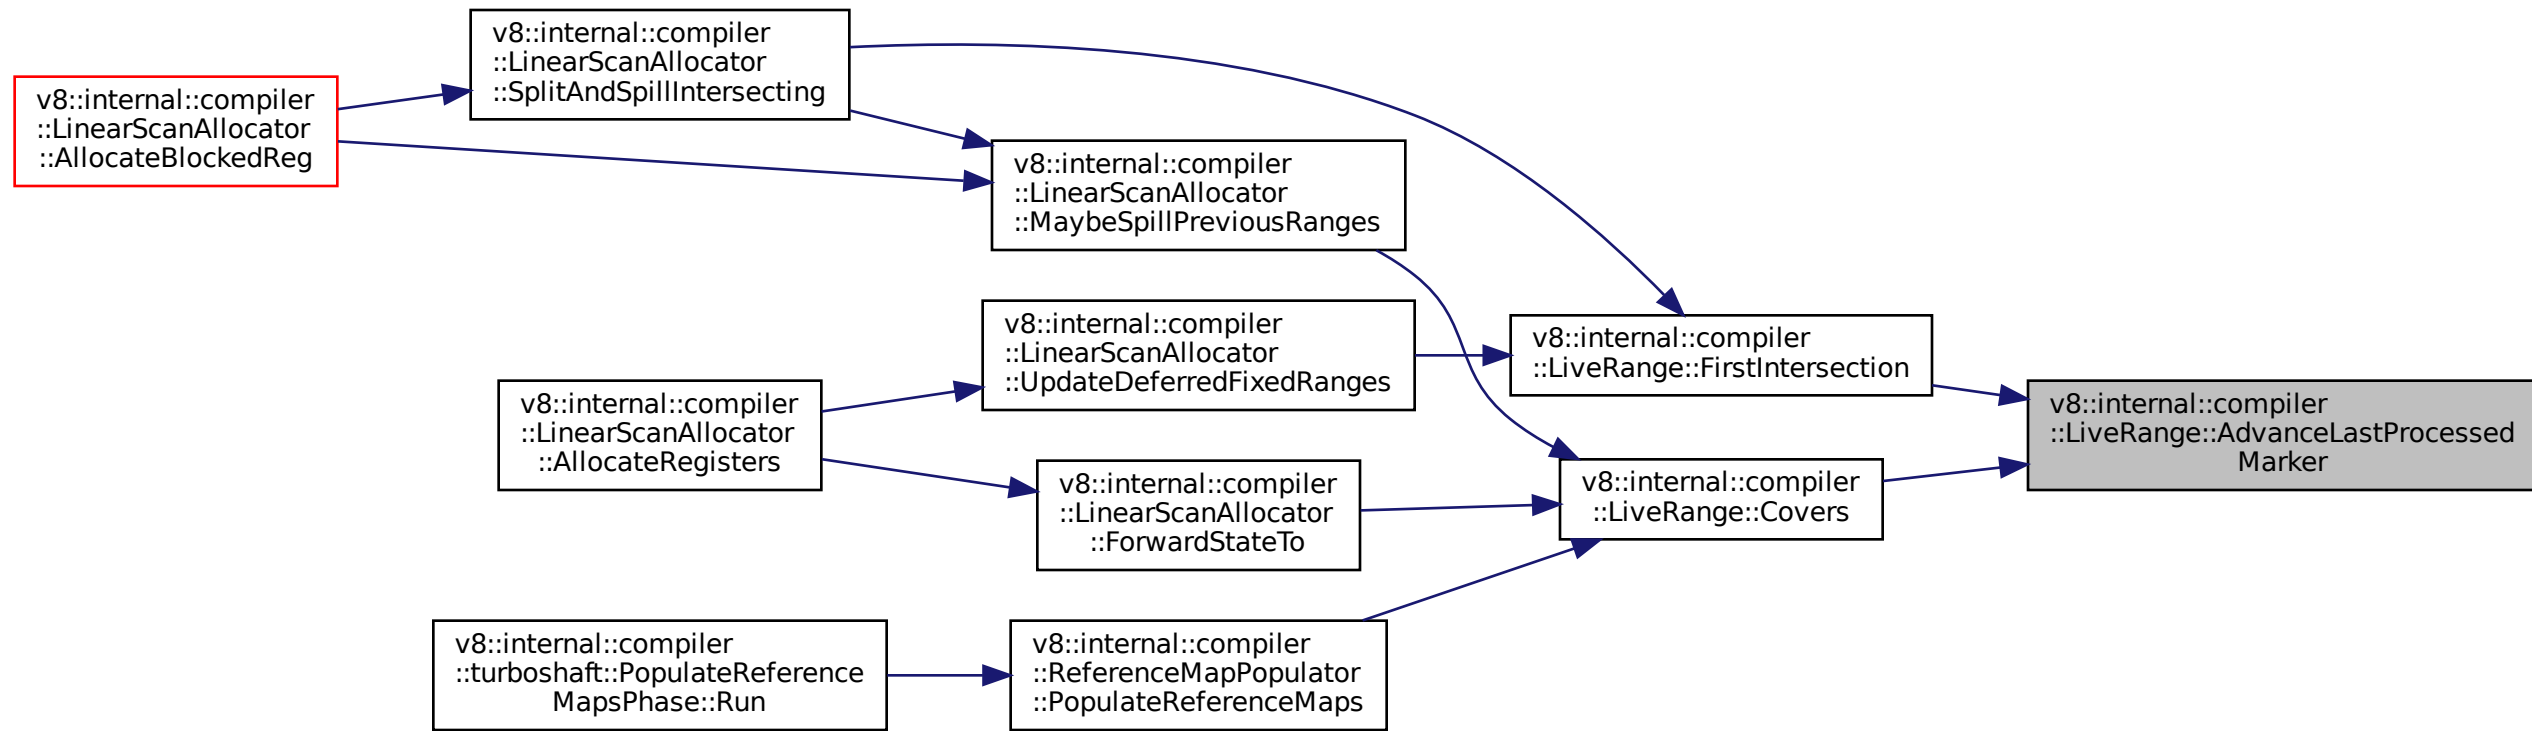 v8::internal::compiler
::LinearScanAllocator
::AllocateBlockedReg
v8::internal::compiler
::LinearScanAllocator
::SplitAndSpillIntersecting
v8::internal::compiler
::LinearScanAllocator
::MaybeSpillPreviousRanges
v8::internal::compiler
::LinearScanAllocator
::UpdateDeferredFixedRanges
v8::internal::compiler
::LiveRange::FirstIntersection
v8::internal::compiler
::LiveRange::AdvanceLastProcessed
Marker
v8::internal::compiler
::LinearScanAllocator
::AllocateRegisters
v8::internal::compiler
::LinearScanAllocator
::ForwardStateTo
v8::internal::compiler
::LiveRange::Covers
v8::internal::compiler
::turboshaft::PopulateReference
MapsPhase::Run
v8::internal::compiler
::ReferenceMapPopulator
::PopulateReferenceMaps